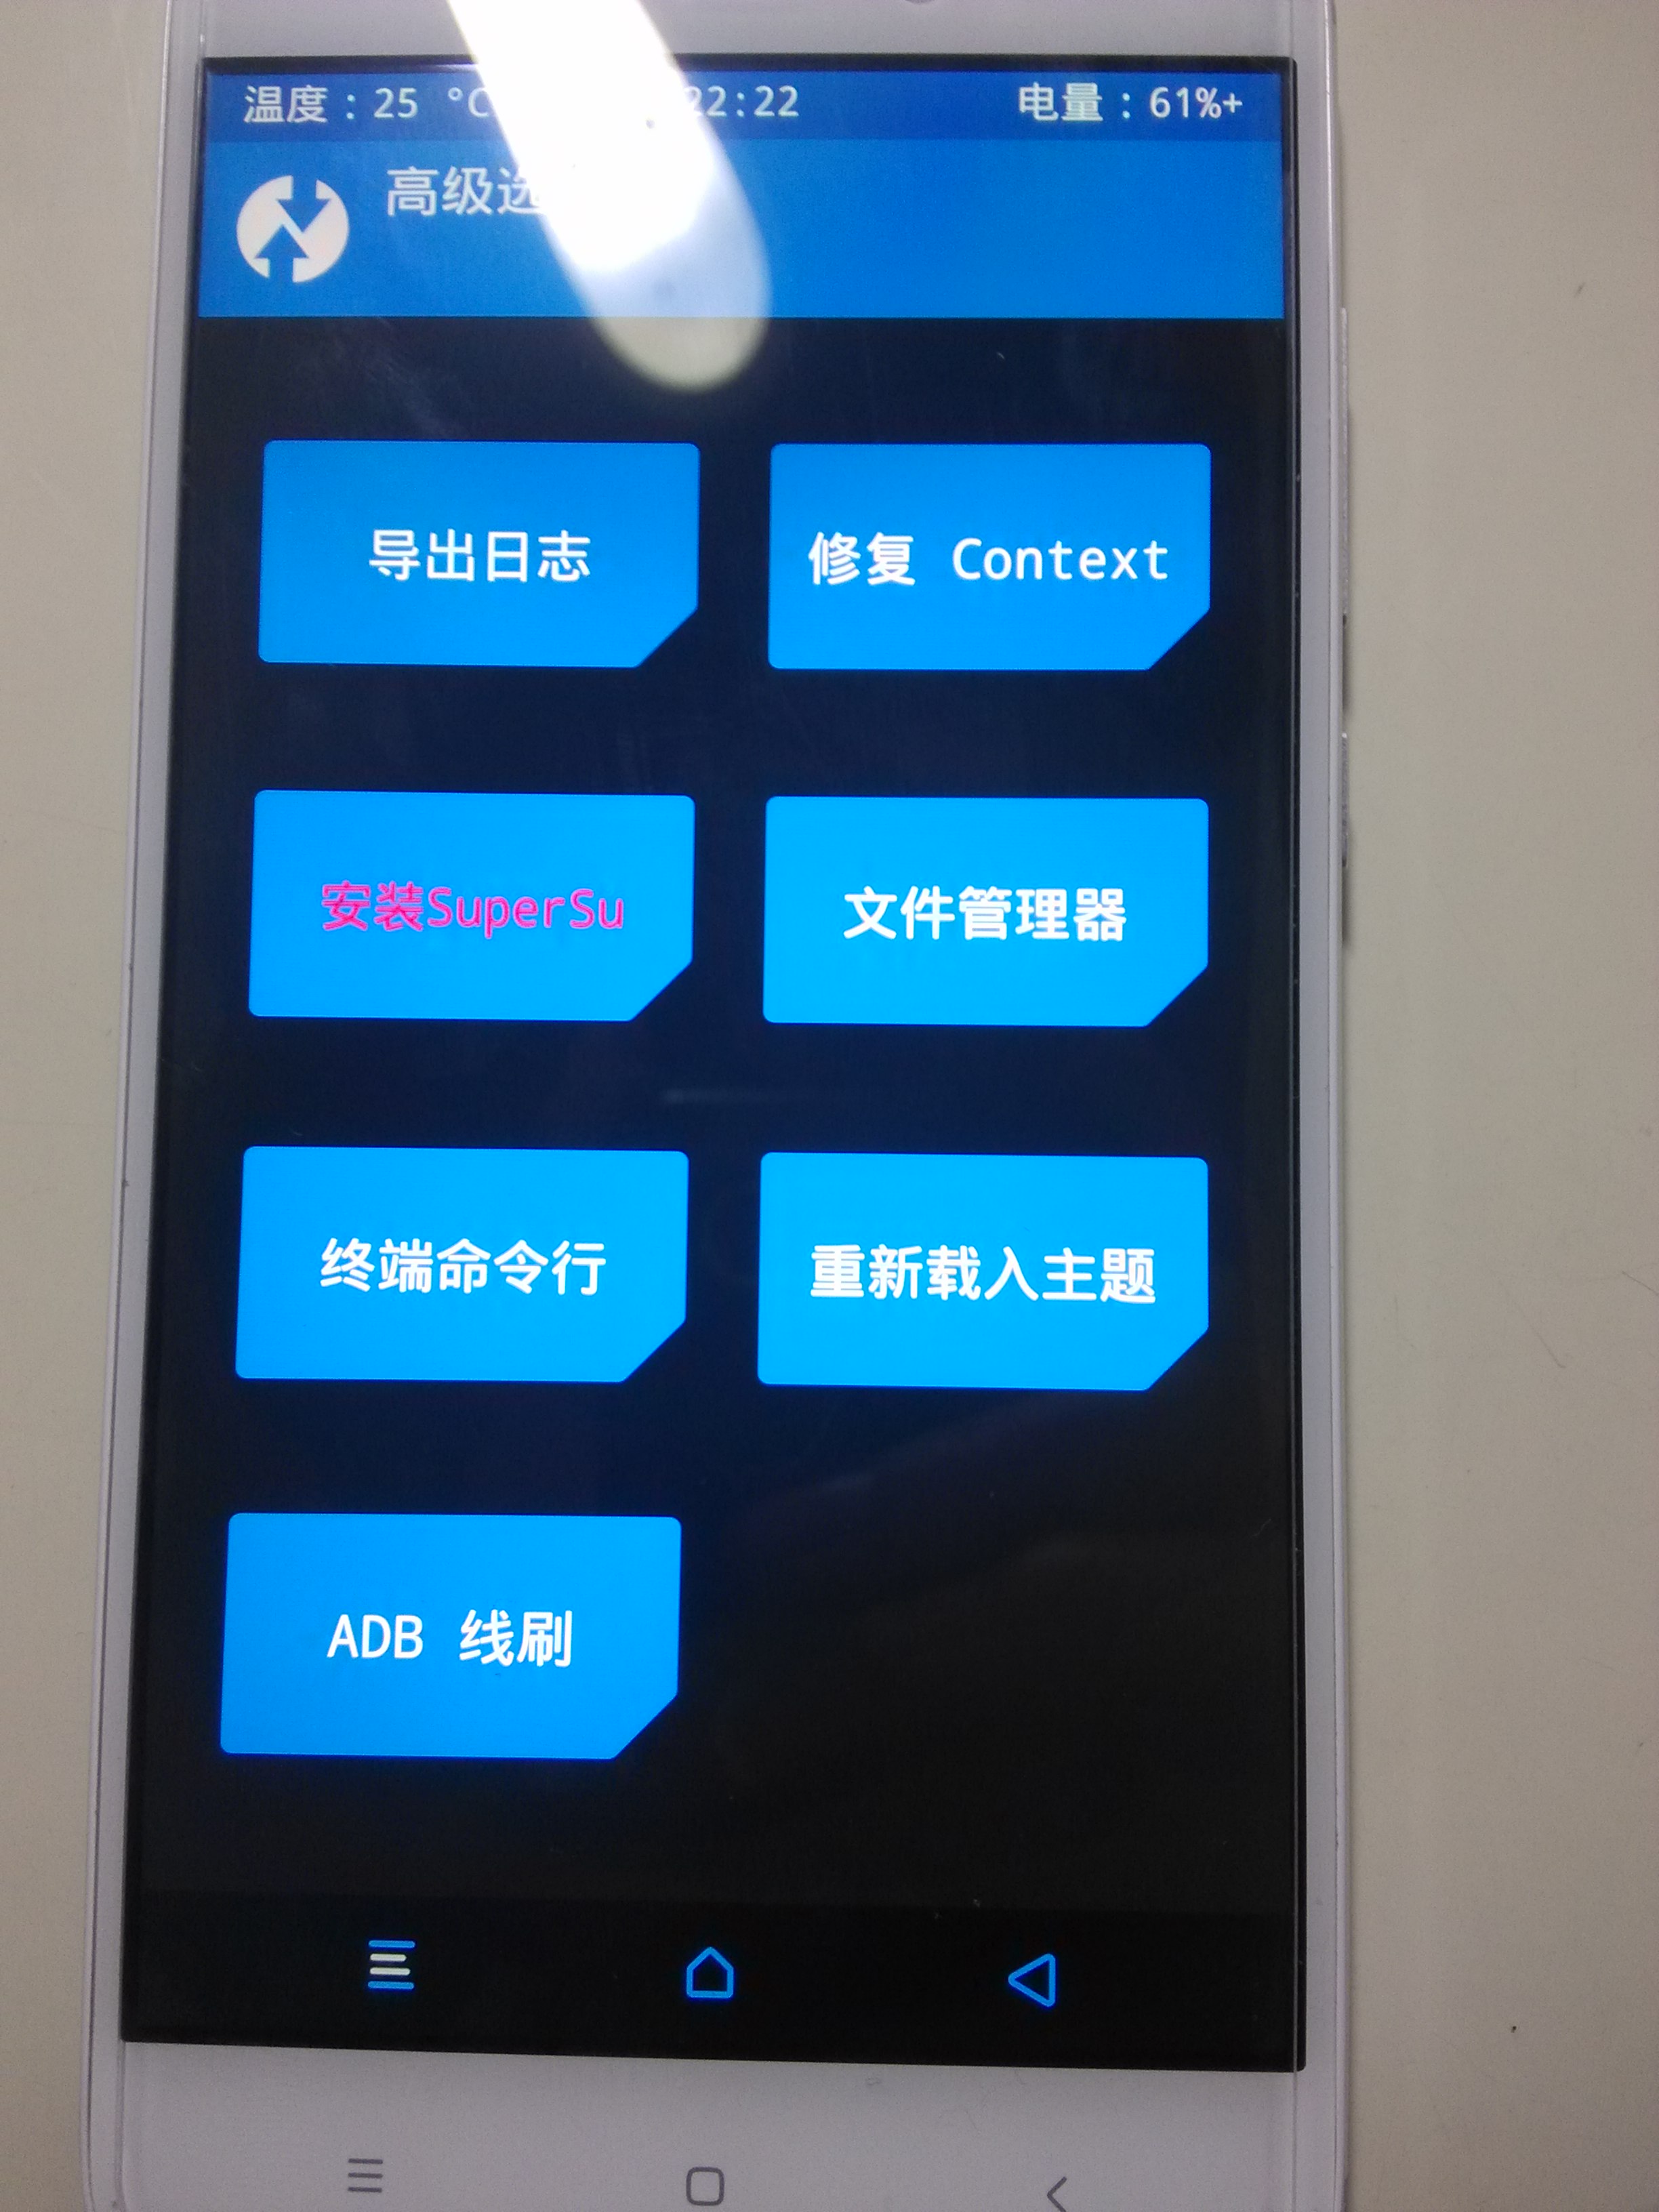 温度：25 °C
22:22
电量：61%+
高级选
导出日志
修复 Context
安装SuperSu
文件管理器
终端命令行
重新载入主题
ADB 线刷